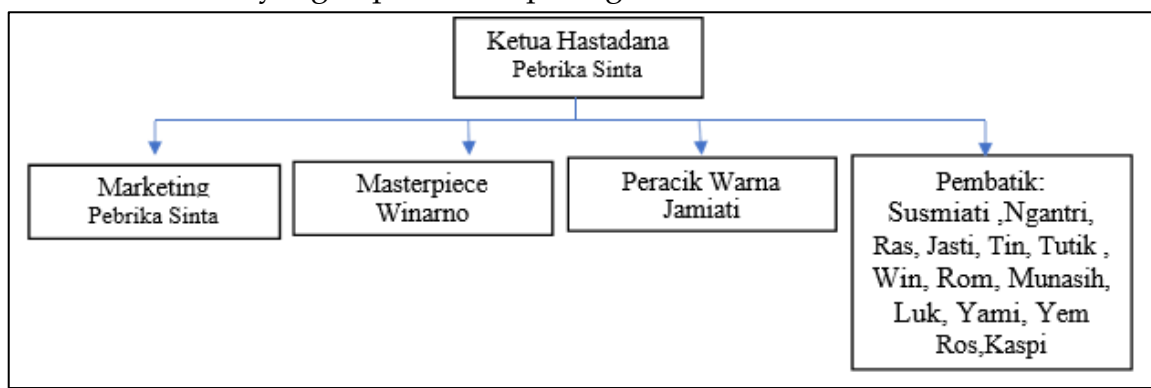 Ketua Hastadana
Pebrika Sinta
Marketing
Pebrika Sinta
Masterpiece
Winarno
Peracik Warna
Jamiati
Pembatik:
Susmiati ,Ngantri,
Ras, Jasti, Tin, Tutik ,
Win, Rom, Munasih,
Luk, Yami, Yem
Ros,Kaspi